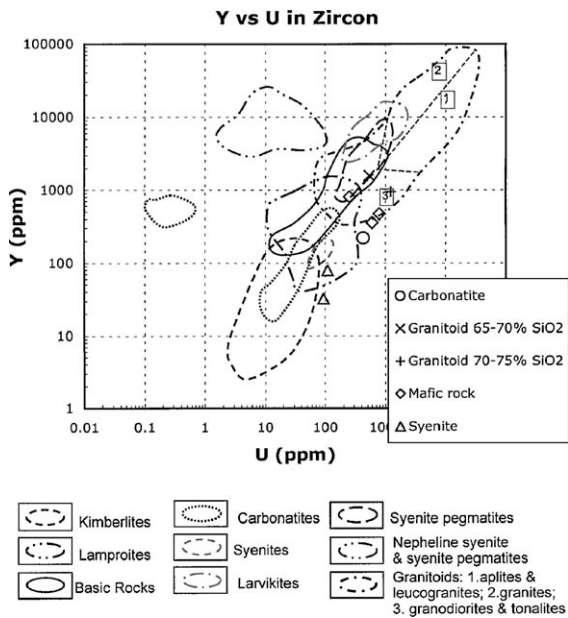 Y vs U in Zircon
100000
10000
1000
100
10
1
Y (ppm)
0.01
0.1
1
10
100
U (ppm)
2
1
3
Carbonatite
Granitoid 65-70% SiO2
Granitoid 70-75% SiO2
Mafic rock
Syenite
Kimberlites
Carbonatites
Syenite pegmatites
Lamproites
Syenites
Nepheline syenite
& syenite pegmatites
Basic Rocks
Larvikites
Granitoids: 1.aplites &
leucogranites; 2.granites;
3. granodiorites & tonalites